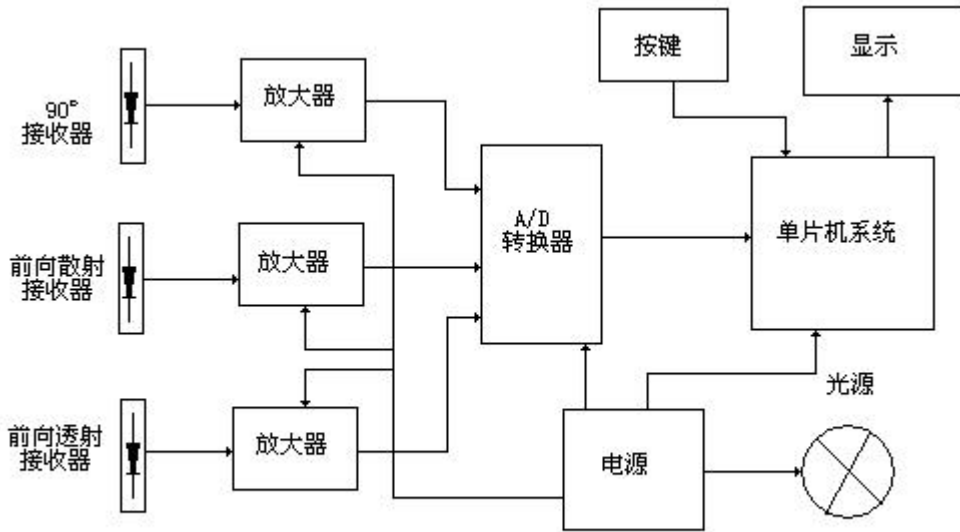 按键
显示
90°
接收器
放大器
A/D
转换器
单片机系统
前向散射
接收器
放大器
光源
前向透射
接收器
放大器
电源